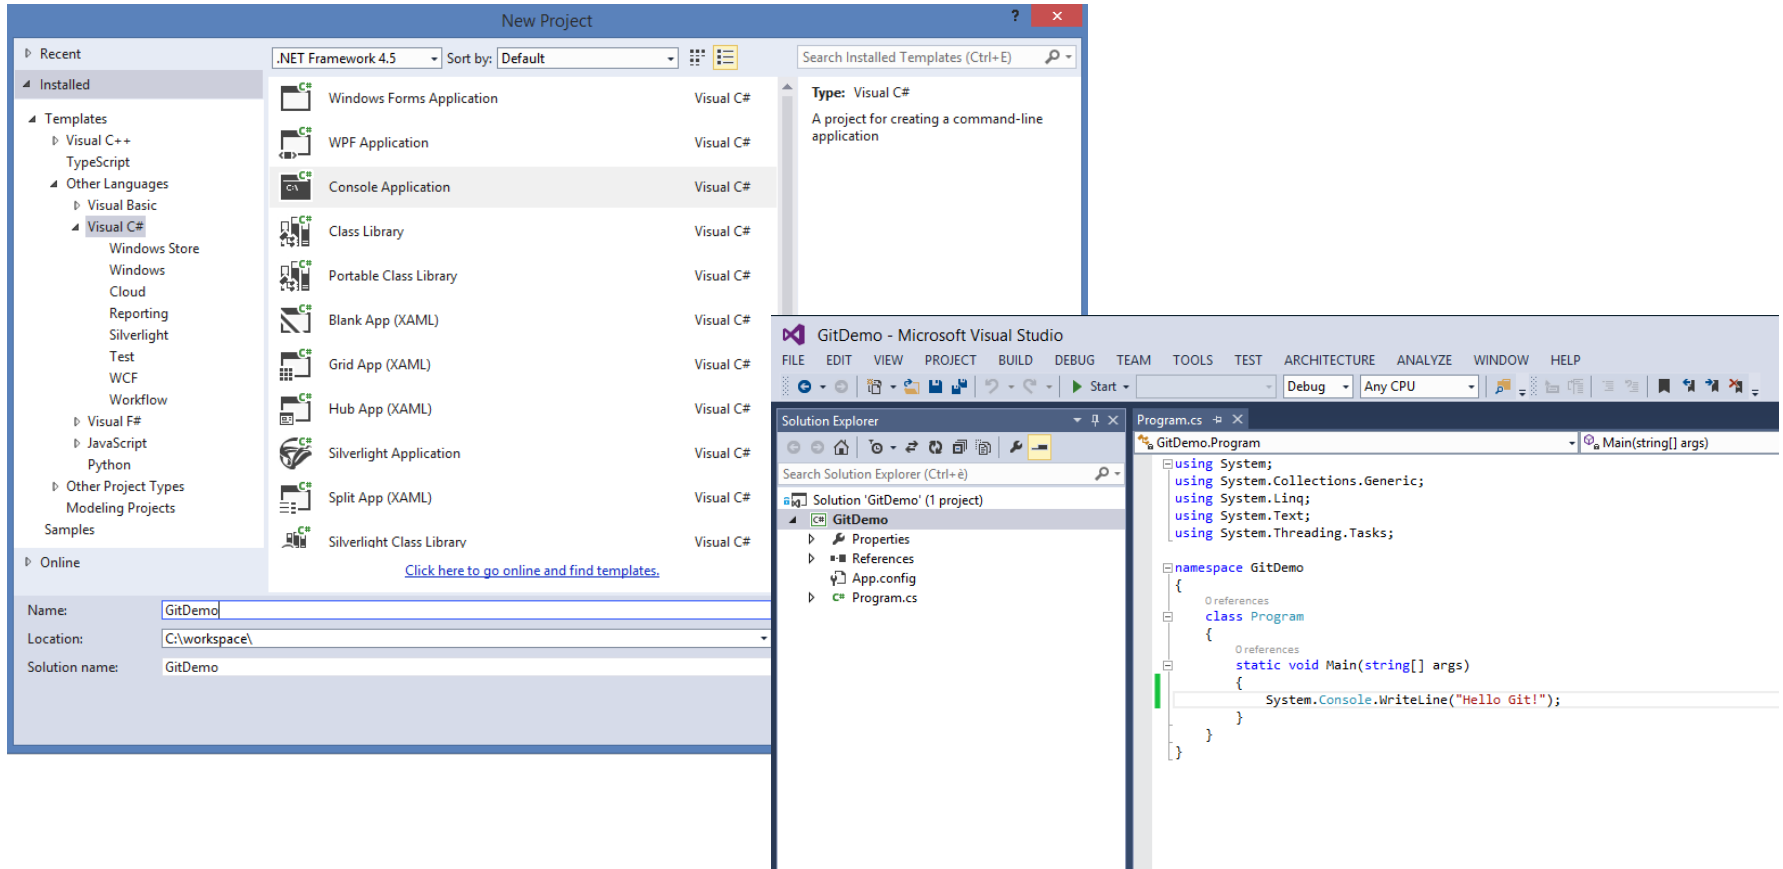 New Project
?
Recent
Installed
Templates
Visual C++
TypeScript
Other Languages
Visual Basic
Visual C#
Windows Store
Windows
Cloud
Reporting
Silverlight
Test
WCF
Workflow
Visual F#
JavaScript
Python
Other Project Types
Modeling Projects
Samples
Online
.NET Framework 4.5 Sort by: Default
Windows Forms Application Visual C#
WPF Application Visual C#
Console Application Visual C#
Class Library Visual C#
Portable Class Library Visual C#
Blank App (XAML) Visual C#
Grid App (XAML) Visual C#
Hub App (XAML) Visual C#
Silverlight Application Visual C#
Split App (XAML) Visual C#
Silverlight Class Library Visual C#
Click here to go online and find templates.
Search Installed Templates (Ctrl+E)
Type: Visual C#
A project for creating a command-line
application
Name: GitDemo
Location: C:\workspace\
Solution name: GitDemo
GitDemo - Microsoft Visual Studio
FILE EDIT VIEW PROJECT BUILD DEBUG TEAM TOOLS TEST ARCHITECTURE ANALYZE WINDOW HELP
Start Debug Any CPU
Solution Explorer
Search Solution Explorer (Ctrl+è)
Solution 'GitDemo' (1 project)
C# GitDemo
Properties
References
App.config
C# Program.cs
Program.cs
GitDemo.Program Main(string[] args)
using System;
using System.Collections.Generic;
using System.Linq;
using System.Text;
using System.Threading.Tasks;
namespace GitDemo
{
0 references
class Program
{
0 references
static void Main(string[] args)
{
System.Console.WriteLine("Hello Git!");
}
}
}